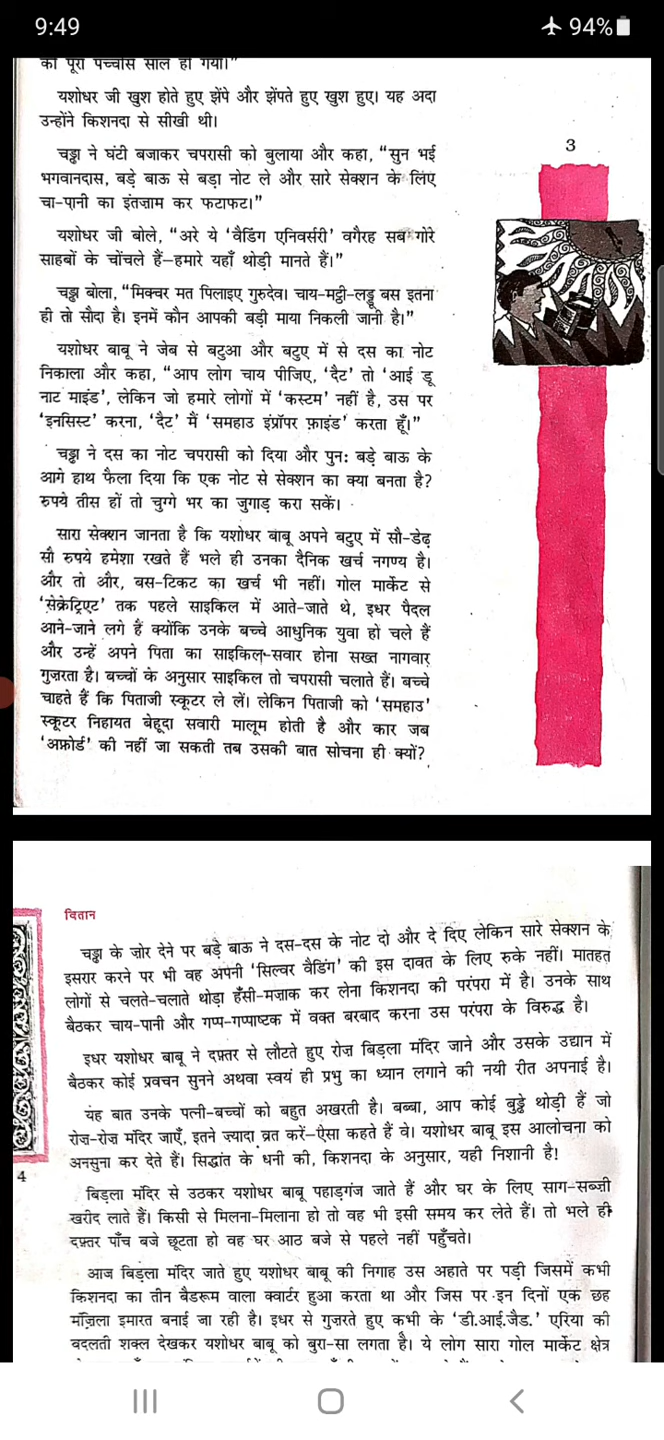 9:49
94%
को पूरा पच्चीस साल हो गया।”
यशोधर जी खुश होते हुए झेंपे और झेंपते हुए खुश हुए। यह अदा
उन्होंने किशनदा से सीखी थी।
चड्ढा ने घंटी बजाकर चपरासी को बुलाया और कहा, “सुन भई
भगवानदास, बड़े बाऊ से बड़ा नोट ले और सारे सेक्शन के लिए
चा-पानी का इंतज़ाम कर फटाफट।”
यशोधर जी बोले, “अरे ये ‘वैडिंग एनिवर्सरी’ वगैरह सब गोरे
साहबों के चोंचले हैं–हमारे यहाँ थोड़ी मानते हैं।”
चड्ढा बोला, “मिक्चर मत पिलाइए गुरुदेव। चाय-मट्ठी-लड्डू बस इतना
ही तो सौदा है। इनमें कौन आपकी बड़ी माया निकली जानी है।”
यशोधर बाबू ने जेब से बटुआ और बटुए में से दस का नोट
निकाला और कहा, “आप लोग चाय पीजिए, ‘दैट’ तो ‘आई डू
नाट माइंड’, लेकिन जो हमारे लोगों में ‘कस्टम’ नहीं है, उस पर
‘इनसिस्ट’ करना, ‘दैट’ मैं ‘समहाउ इंप्रॉपर फ़ाइंड’ करता हूँ।”
चड्ढा ने दस का नोट चपरासी को दिया और पुन: बड़े बाऊ के
आगे हाथ फैला दिया कि एक नोट से सेक्शन का क्या बनता है?
रुपये तीस हों तो चुग्गे भर का जुगाड़ करा सकें।
सारा सेक्शन जानता है कि यशोधर बाबू अपने बटुए में सौ-डेढ़
सौ रुपये हमेशा रखते हैं भले ही उनका दैनिक खर्च नगण्य है।
और तो और, बस-टिकट का खर्च भी नहीं। गोल मार्केट से
‘सेक्रेट्रिएट’ तक पहले साइकिल में आते-जाते थे, इधर पैदल
आने-जाने लगे हैं क्योंकि उनके बच्चे आधुनिक युवा हो चले हैं
और उन्हें अपने पिता का साइकिल-सवार होना सख्त नागवार
गुज़रता है। बच्चों के अनुसार साइकिल तो चपरासी चलाते हैं। बच्चे
चाहते हैं कि पिताजी स्कूटर ले लें। लेकिन पिताजी को ‘समहाउ’
स्कूटर निहायत बेहूदा सवारी मालूम होती है और कार जब
‘अफ़ोर्ड’ की नहीं जा सकती तब उसकी बात सोचना ही क्यों?
3
वितान
चड्ढा के ज़ोर देने पर बड़े बाऊ ने दस-दस के नोट दो और दे दिए लेकिन सारे सेक्शन के
इसरार करने पर भी वह अपनी ‘सिल्वर वैडिंग’ की इस दावत के लिए रुके नहीं। मातहत
लोगों से चलते-चलाते थोड़ा हँसी-मज़ाक कर लेना किशनदा की परंपरा में है। उनके साथ
बैठकर चाय-पानी और गप्प-गप्पाष्टक में वक्त बरबाद करना उस परंपरा के विरुद्ध है।
इधर यशोधर बाबू ने दफ़्तर से लौटते हुए रोज़ बिड़ला मंदिर जाने और उसके उद्यान में
बैठकर कोई प्रवचन सुनने अथवा स्वयं ही प्रभु का ध्यान लगाने की नयी रीत अपनाई है।
यह बात उनके पत्नी-बच्चों को बहुत अखरती है। बब्बा, आप कोई बुड्ढे थोड़ी हैं जो
रोज-रोज मंदिर जाएँ, इतने ज्यादा व्रत करें–ऐसा कहते हैं वे। यशोधर बाबू इस आलोचना को
अनसुना कर देते हैं। सिद्धांत के धनी की, किशनदा के अनुसार, यही निशानी है!
4
बिड़ला मंदिर से उठकर यशोधर बाबू पहाड़गंज जाते हैं और घर के लिए साग-सब्ज़ी
खरीद लाते हैं। किसी से मिलना-मिलाना हो तो वह भी इसी समय कर लेते हैं। तो भले ही
दफ़्तर पाँच बजे छूटता हो वह घर आठ बजे से पहले नहीं पहुँचते।
आज बिड़ला मंदिर जाते हुए यशोधर बाबू की निगाह उस अहाते पर पड़ी जिसमें कभी
किशनदा का तीन बैडरूम वाला क्वार्टर हुआ करता था और जिस पर इन दिनों एक छह
मंज़िला इमारत बनाई जा रही है। इधर से गुज़रते हुए कभी के ‘डी.आई.जैड.’ एरिया की
बदलती शक्ल देखकर यशोधर बाबू को बुरा-सा लगता है। ये लोग सारा गोल मार्केट क्षेत्र